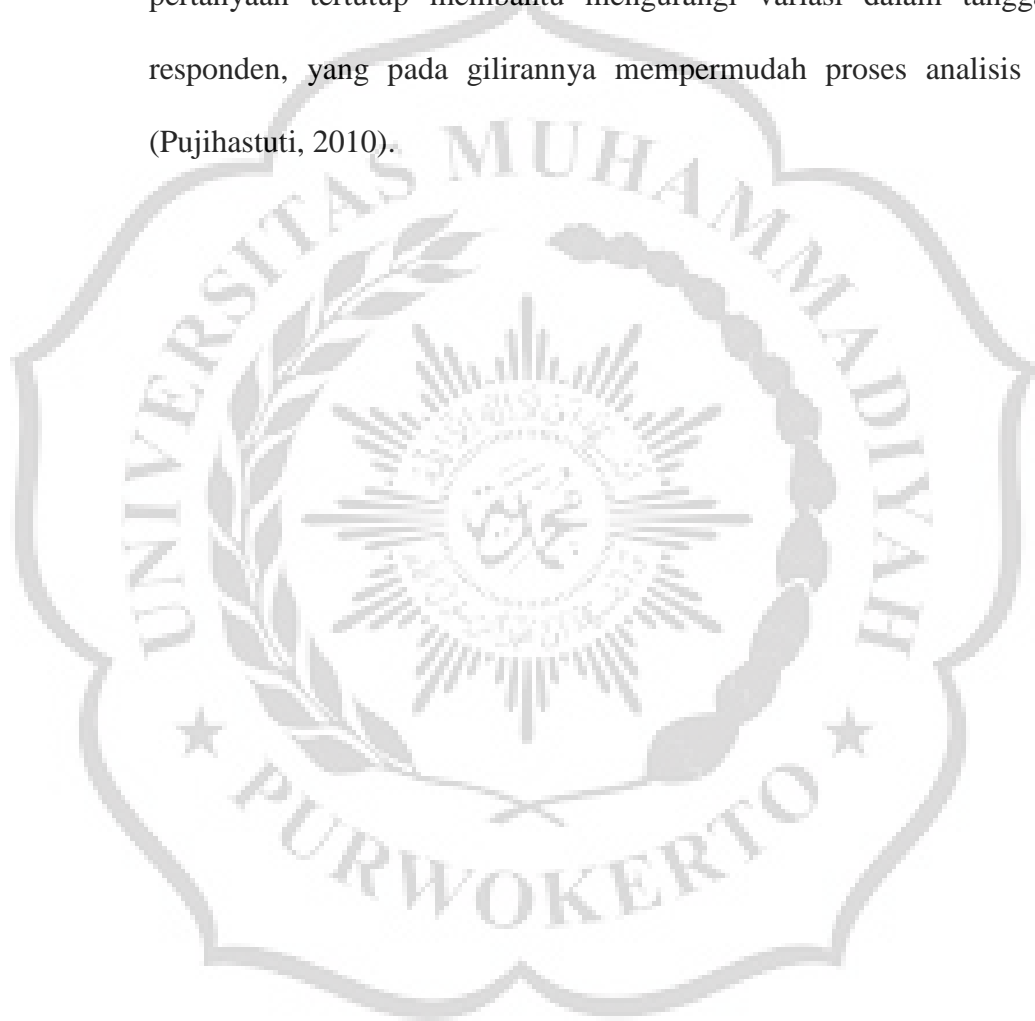 pertanyaan tertutup membantu mengurangi variasi dalam
responden, yang pada gilirannya mempermudah proses analisis
(Pujihastuti, 2010).
UNIVERSITAS MUHAMMADIYAH
PURWOKERTO